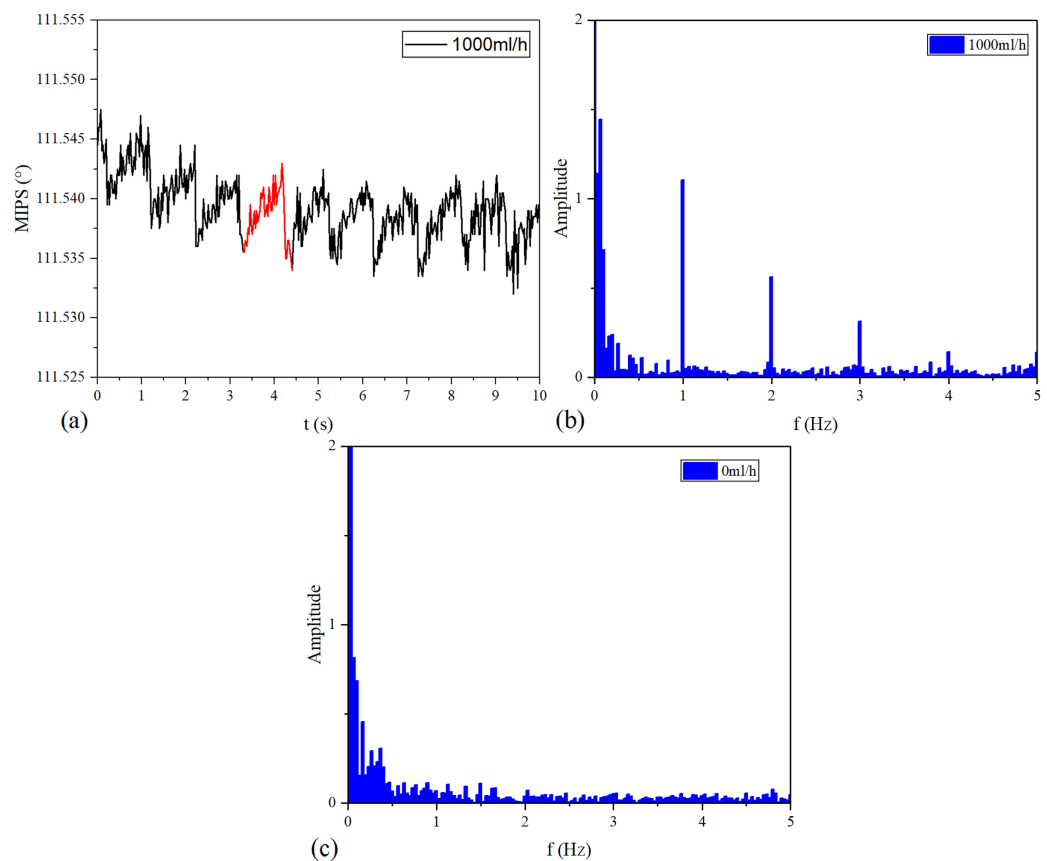 111.555
111.550
111.545
111.540
111.535
111.530
111.525
MIPS (°)
1000ml/h
0 1 2 3 4 5 6 7 8 9 10
t (s)
(a)
2
1
0
Amplitude
1000ml/h
0 1 2 3 4 5
f (Hz)
(b)
2
1
0
Amplitude
0ml/h
0 1 2 3 4 5
f (Hz)
(c)